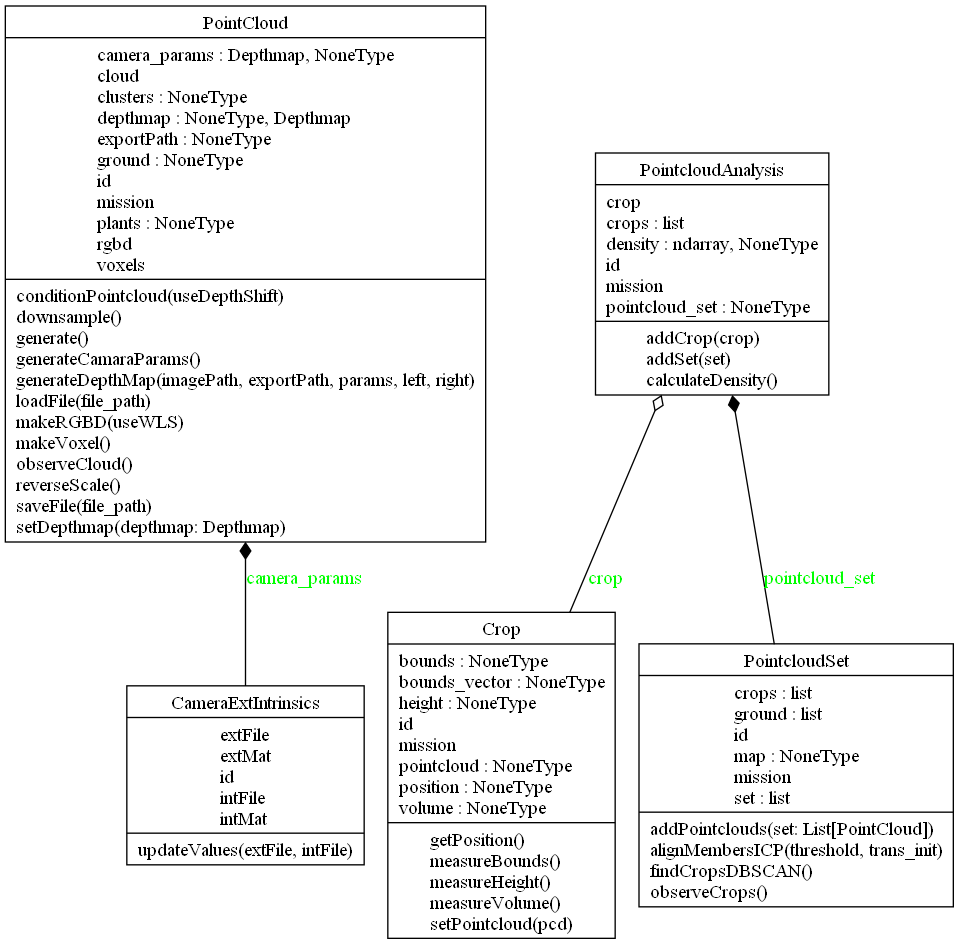 PointCloud
camera_params : Depthmap, NoneType
cloud
clusters : NoneType
depthmap : NoneType, Depthmap
exportPath : NoneType
ground : NoneType
id
mission
plants : NoneType
rgbd
voxels
conditionPointcloud(useDepthShift)
downsample()
generate()
generateCamaraParams()
generateDepthMap(imagePath, exportPath, params, left, right)
loadFile(file_path)
makeRGBD(useWLS)
makeVoxel()
observeCloud()
reverseScale()
saveFile(file_path)
setDepthmap(depthmap: Depthmap)
PointcloudAnalysis
crop
crops : list
density : ndarray, NoneType
id
mission
pointcloud_set : NoneType
addCrop(crop)
addSet(set)
calculateDensity()
camera_params
crop
pointcloud_set
CameraExtIntrinsics
extFile
extMat
id
intFile
intMat
updateValues(extFile, intFile)
Crop
bounds : NoneType
bounds_vector : NoneType
height : NoneType
id
mission
pointcloud : NoneType
position : NoneType
volume : NoneType
getPosition()
measureBounds()
measureHeight()
measureVolume()
setPointcloud(pcd)
PointcloudSet
crops : list
ground : list
id
map : NoneType
mission
set : list
addPointclouds(set: List[PointCloud])
alignMembersICP(threshold, trans_init)
findCropsDBSCAN()
observeCrops()